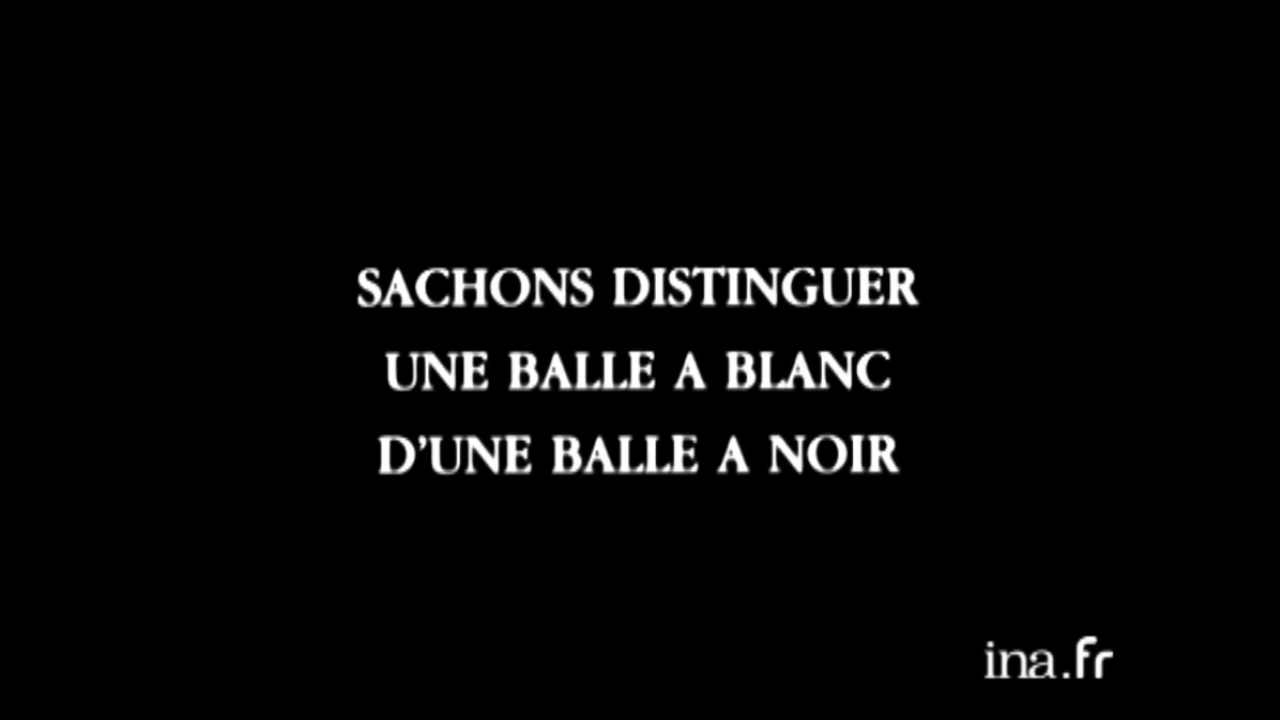 SACHONS DISTINGUER
UNE BALLE A BLANC
D'UNE BALLE A NOIR
ina.fr